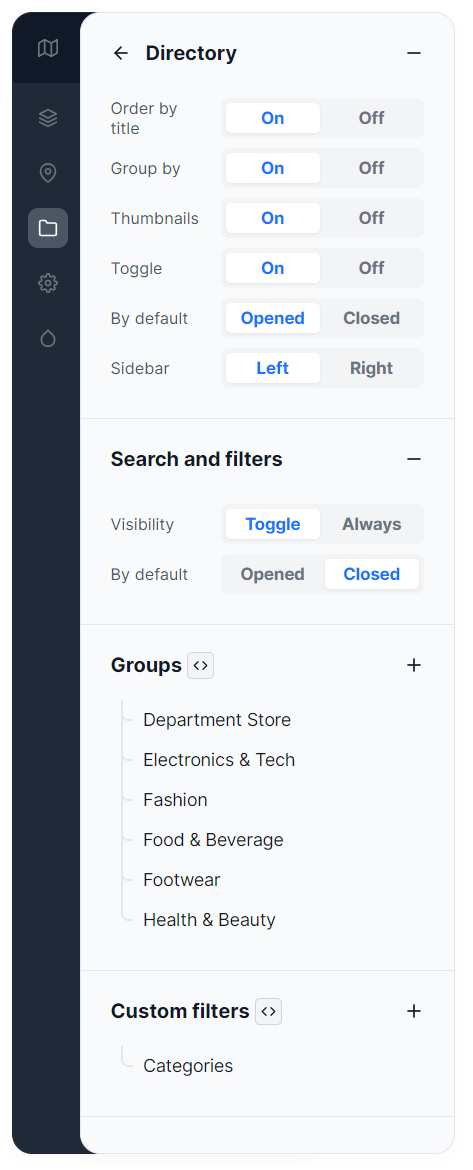 Directory
Order by
title
On Off
Group by On Off
Thumbnails On Off
Toggle On Off
By default Opened Closed
Sidebar Left Right
Search and filters
Visibility Toggle Always
By default Opened Closed
Groups
Department Store
Electronics & Tech
Fashion
Food & Beverage
Footwear
Health & Beauty
Custom filters
Categories